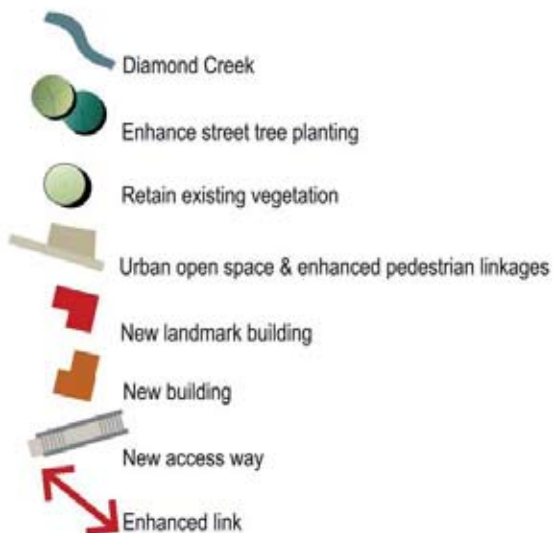 Diamond Creek
Enhance street tree planting
Retain existing vegetation
Urban open space & enhanced pedestrian linkages
New landmark building
New building
New access way
Enhanced link